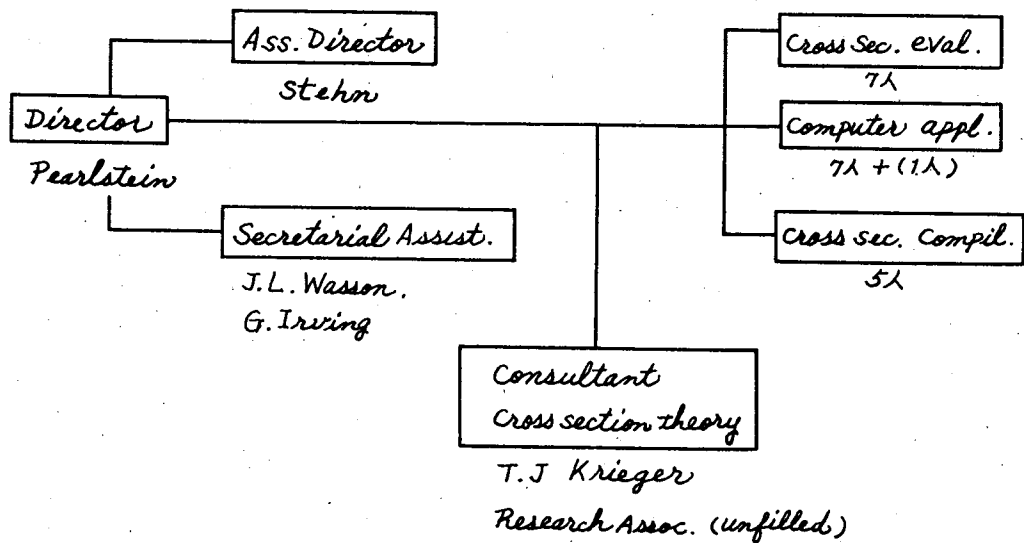 Ass. Director
Stehn
Director
Pearlstein
Secretarial Assist.
J.L. Wasson.
G. Irving
Cross Sec. eval.
7人
Computer appl.
7人 + (1人)
Cross sec. Compil.
5人
Consultant
Cross section theory
T.J Krieger
Research Assoc. (unfilled)